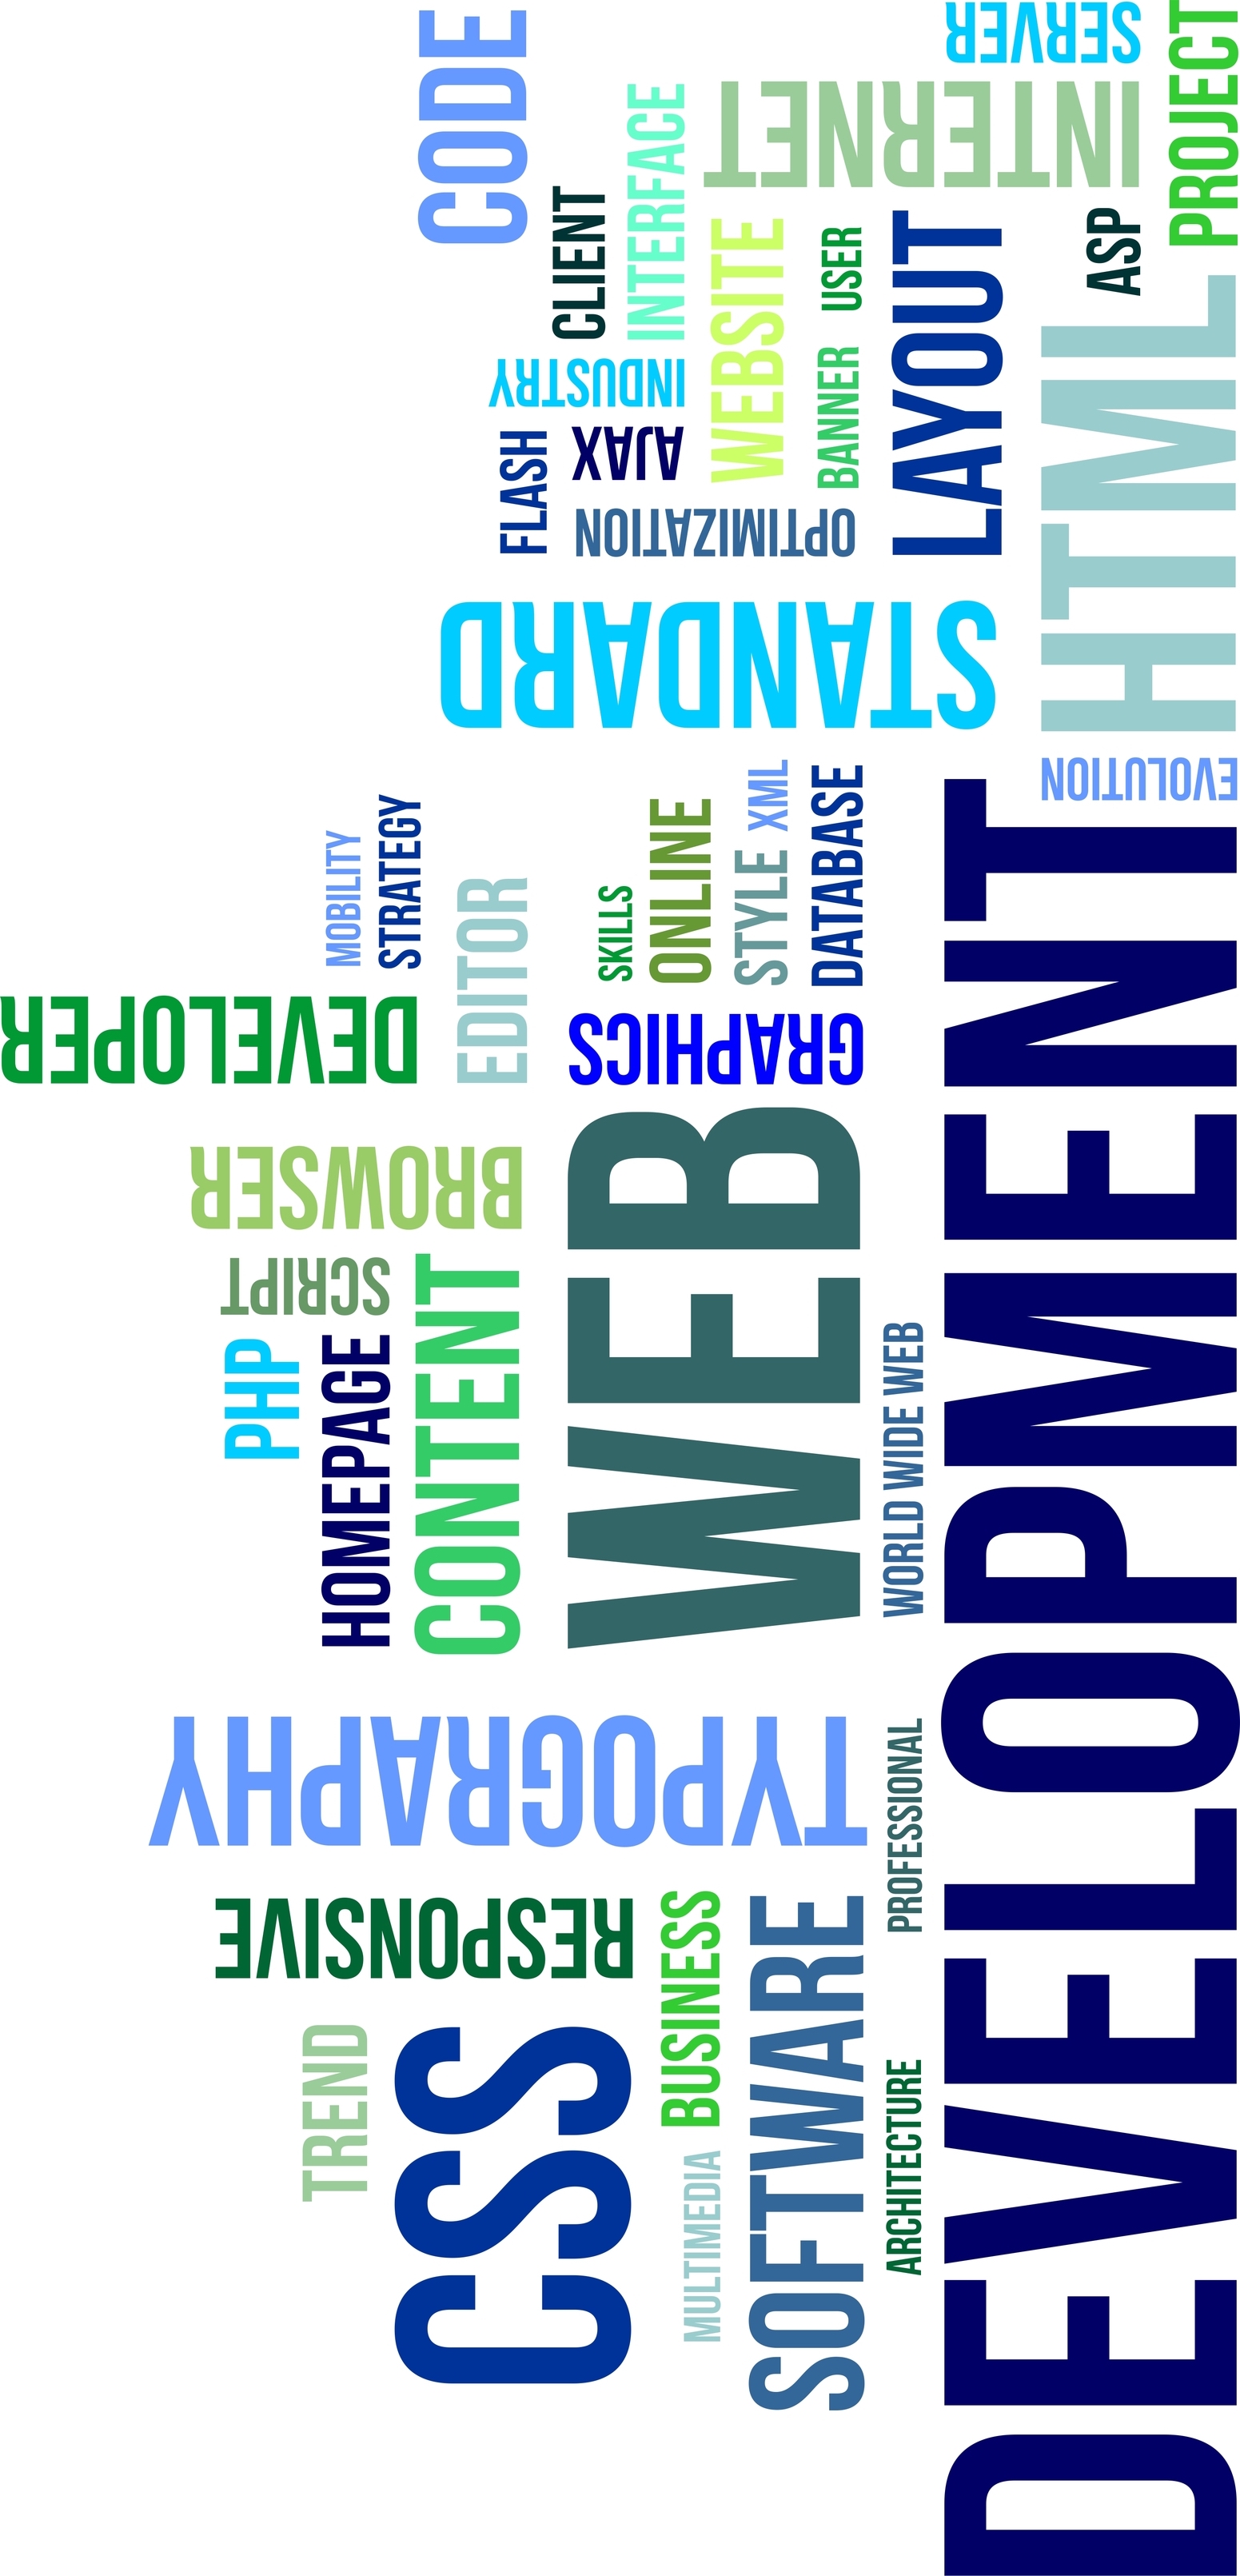 CODE
SERVER
PROJECT
INTERNET
INTERFACE
CLIENT
WEBSITE
USER
LAYOUT
ASP
HTML
INDUSTRY
BANNER
AJAX
FLASH
OPTIMIZATION
STANDARD
EVOLUTION
MOBILITY
STRATEGY
EDITOR
SKILLS
ONLINE
STYLE
XML
DATABASE
DEVELOPMENT
DEVELOPER
GRAPHICS
BROWSER
WEB
SCRIPT
CONTENT
PHP
HOMEPAGE
WORLD WIDE WEB
TYPOGRAPHY
PROFESSIONAL
RESPONSIVE
BUSINESS
SOFTWARE
TREND
CSS
MULTIMEDIA
ARCHITECTURE